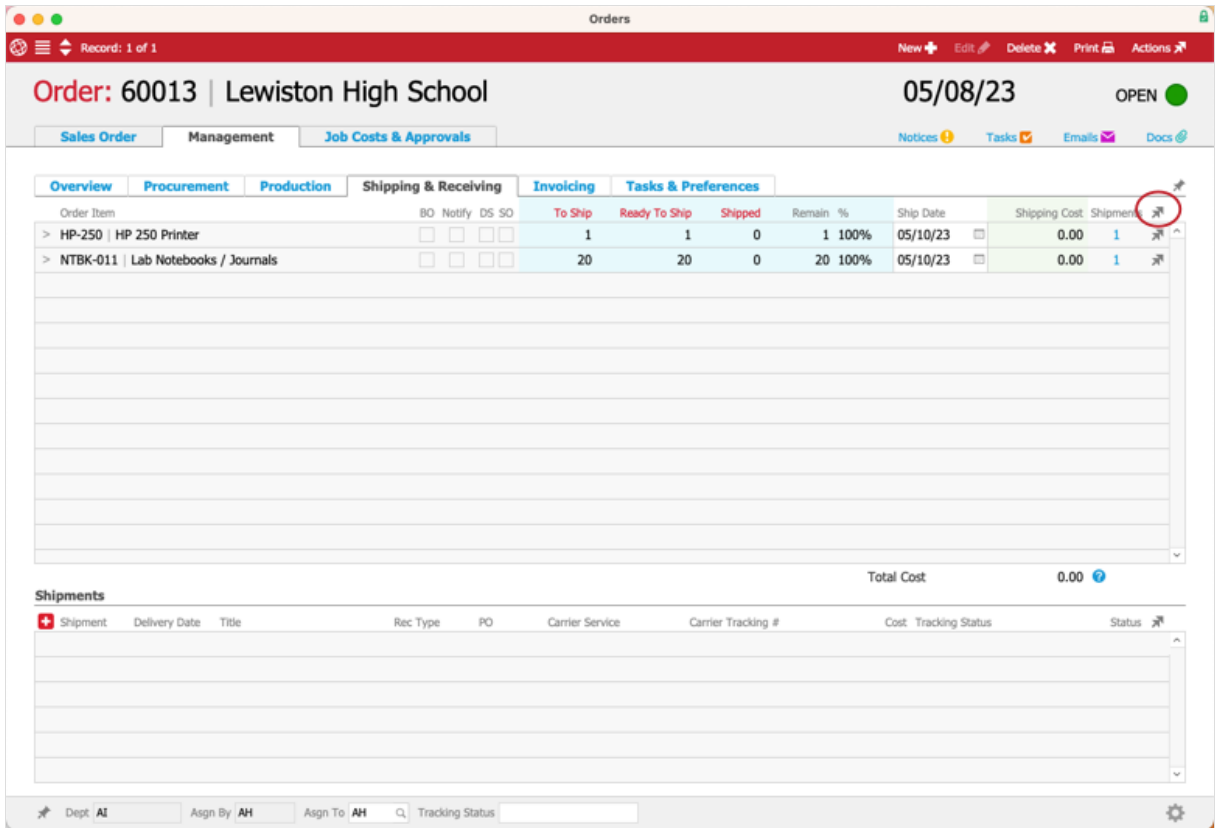 Orders
Record: 1 of 1 New Edit Delete Print Actions
Order: 60013 | Lewiston High School 05/08/23 OPEN
Sales Order Management Job Costs & Approvals Notices Tasks Emails Docs
Overview Procurement Production Shipping & Receiving Invoicing Tasks & Preferences
Order Item BO Notify DS SO To Ship Ready To Ship Shipped Remain % Ship Date Shipping Cost Shipments
> HP-250 | HP 250 Printer 1 1 0 1 100% 05/10/23 0.00 1
> NTBK-011 | Lab Notebooks / Journals 20 20 0 20 100% 05/10/23 0.00 1
Total Cost 0.00 ?
Shipments
Shipment Delivery Date Title Rec Type PO Carrier Service Carrier Tracking # Cost Tracking Status Status
Dept AI Asgn By AH Asgn To AH Tracking Status